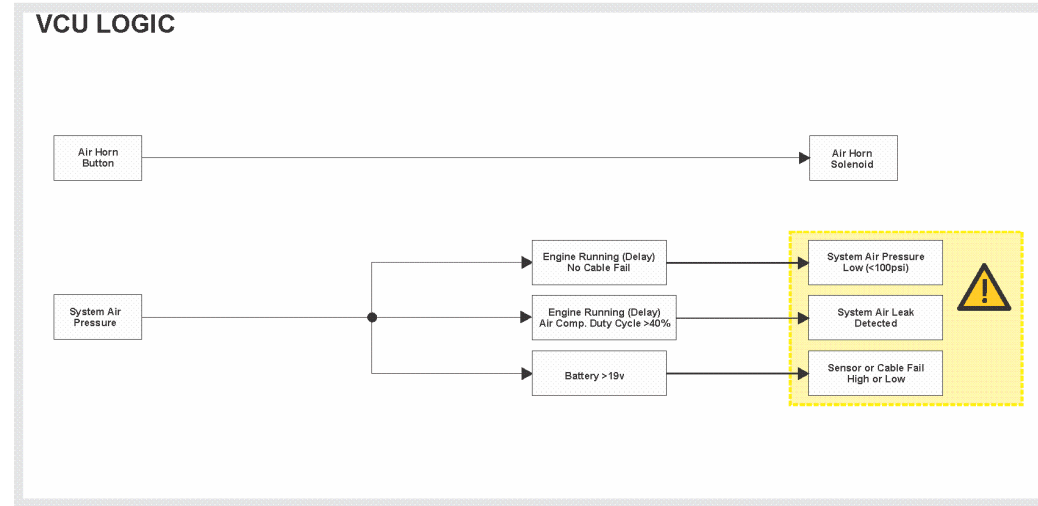 VCU LOGIC
Air Horn
Button
Air Horn
Solenoid
System Air
Pressure
Engine Running (Delay)
No Cable Fail
System Air Pressure
Low (<100psi)
Engine Running (Delay)
Air Comp. Duty Cycle >40%
System Air Leak
Detected
Battery >19v
Sensor or Cable Fail
High or Low
!